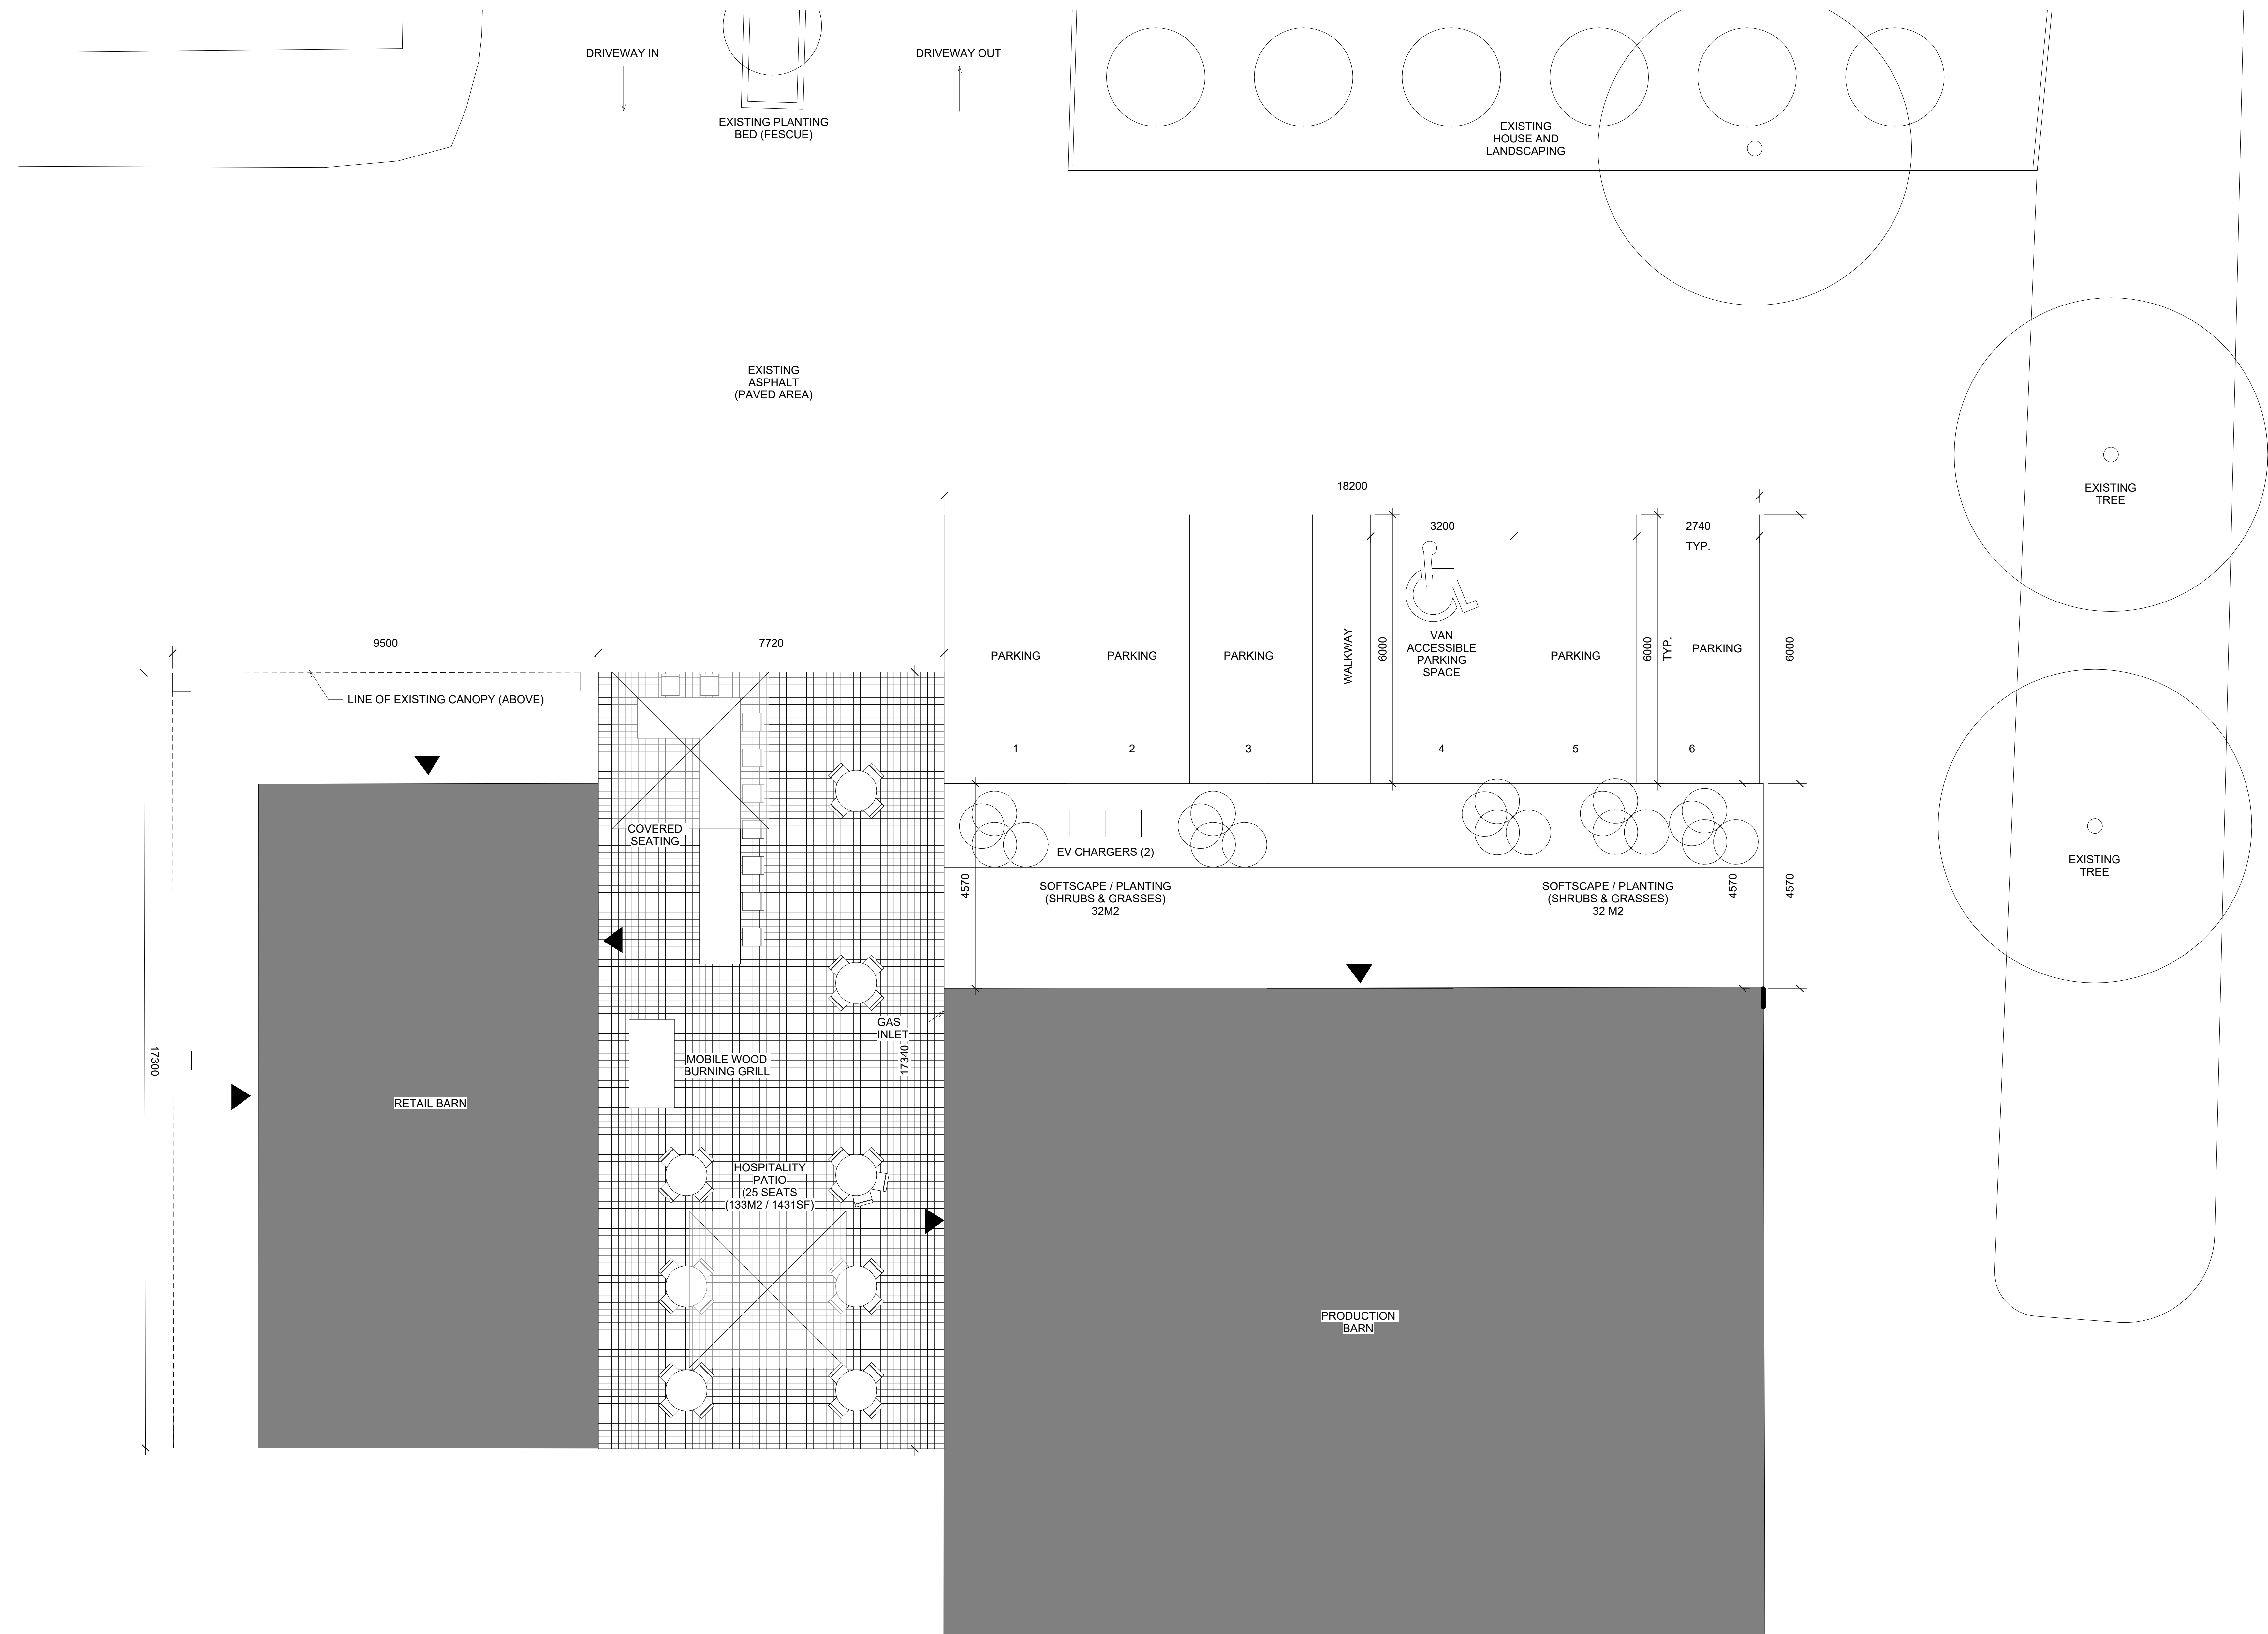 DRIVEWAY IN
DRIVEWAY OUT
EXISTING PLANTING
BED (FESCUE)
EXISTING
HOUSE AND
LANDSCAPING
EXISTING
ASPHALT
(PAVED AREA)
EXISTING
TREE
18200
3200
2740
TYP.
9500
7720
PARKING
PARKING
PARKING
WALKWAY
6000
VAN
ACCESSIBLE
PARKING
SPACE
PARKING
6000
TYP.
PARKING
6000
LINE OF EXISTING CANOPY (ABOVE)
1
2
3
4
5
6
COVERED
SEATING
EV CHARGERS (2)
EXISTING
TREE
4570
SOFTSCAPE / PLANTING
(SHRUBS & GRASSES)
32M2
SOFTSCAPE / PLANTING
(SHRUBS & GRASSES)
32 M2
4570
4570
GAS
INLET
17340
17300
MOBILE WOOD
BURNING GRILL
RETAIL BARN
HOSPITALITY
PATIO
(25 SEATS
(133M2 / 1431SF)
PRODUCTION
BARN